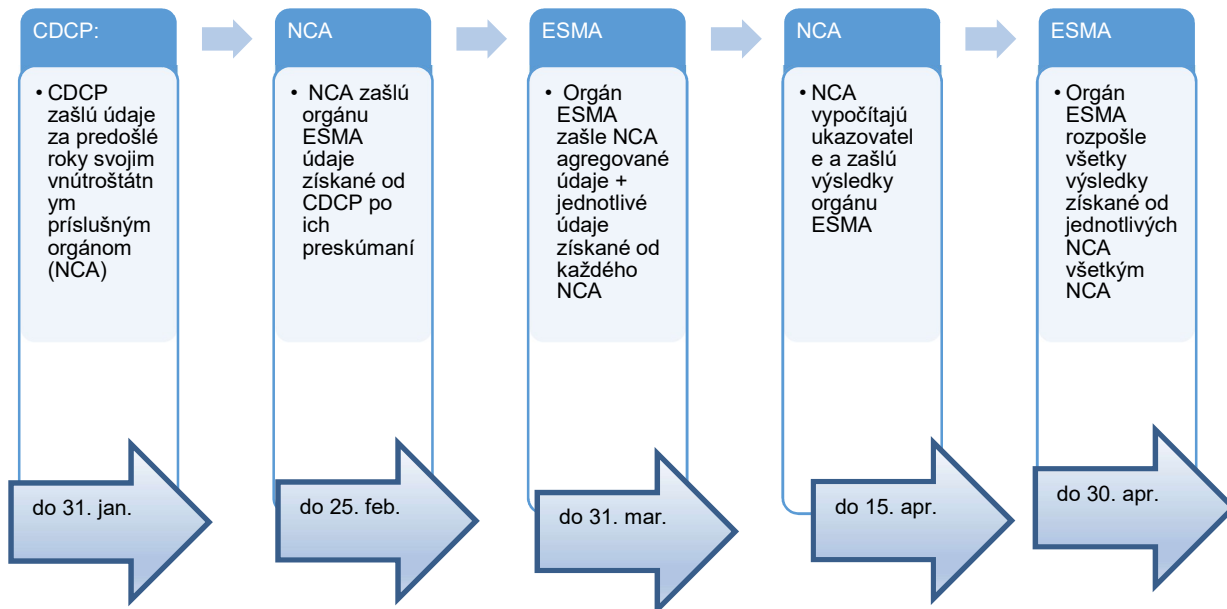 CDCP:
• CDCP
zašlú údaje
za predošlé
roky svojim
vnútroštátn
ym
príslušným
orgánom
(NCA)
do 31. jan.
NCA
• NCA zašlú
orgánu
ESMA
údaje
získané od
CDCP po
ich
preskúmaní
do 25. feb.
ESMA
• Orgán
ESMA
zašle NCA
agregované
údaje +
jednotlivé
údaje
získané od
každého
NCA
do 31. mar.
NCA
• NCA
vypočítajú
ukazovatel
e a zašlú
výsledky
orgánu
ESMA
do 15. apr.
ESMA
• Orgán
ESMA
rozpošle
všetky
výsledky
získané od
jednotlivých
NCA
všetkým
NCA
do 30. apr.